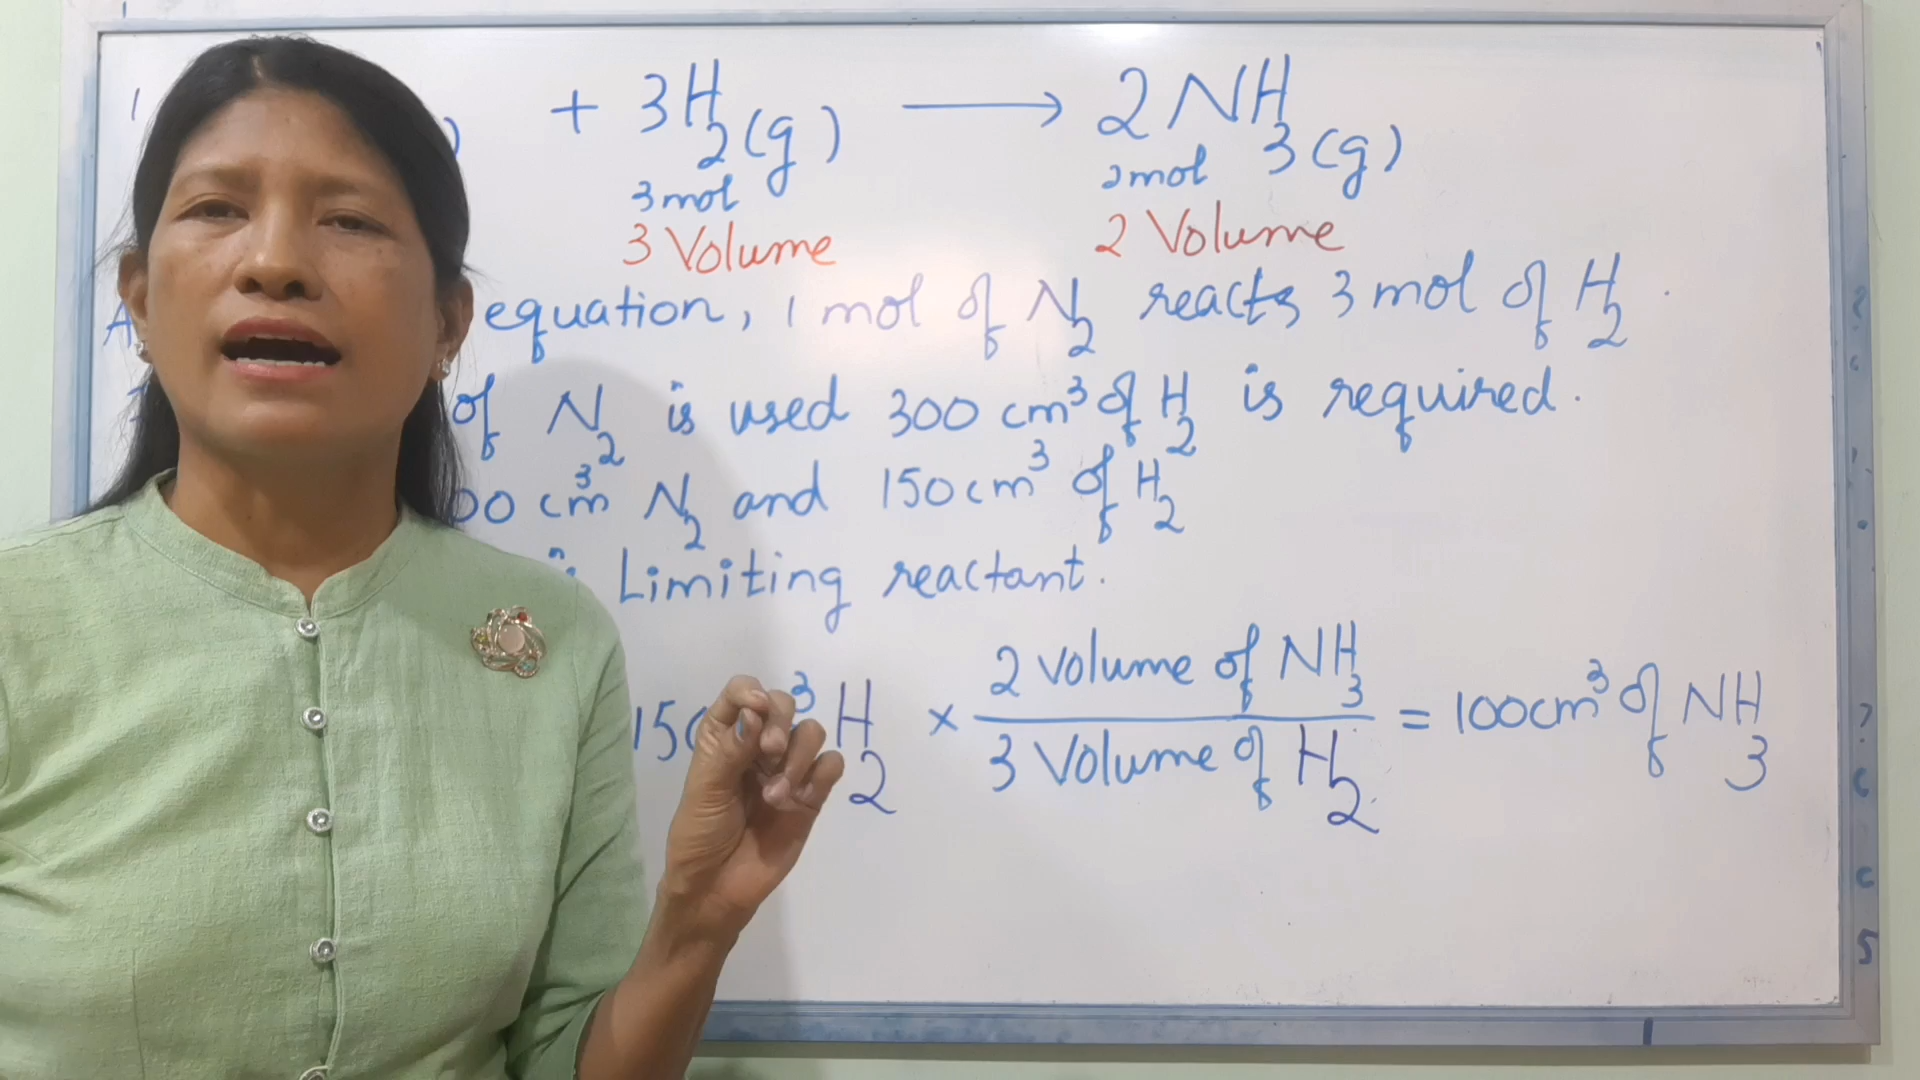 + 3H2(g) ⟶ 2NH3(g)
3mol 2mol
3 Volume 2 Volume
equation, 1 mol of N2 reacts 3 mol of H2.
of N2 is used 300 cm³ of H2 is required.
cm³ N2 and 150cm³ of H2
Limiting reactant.
H2 × 2 Volume of NH3 / 3 Volume of H2 = 100cm³ of NH3